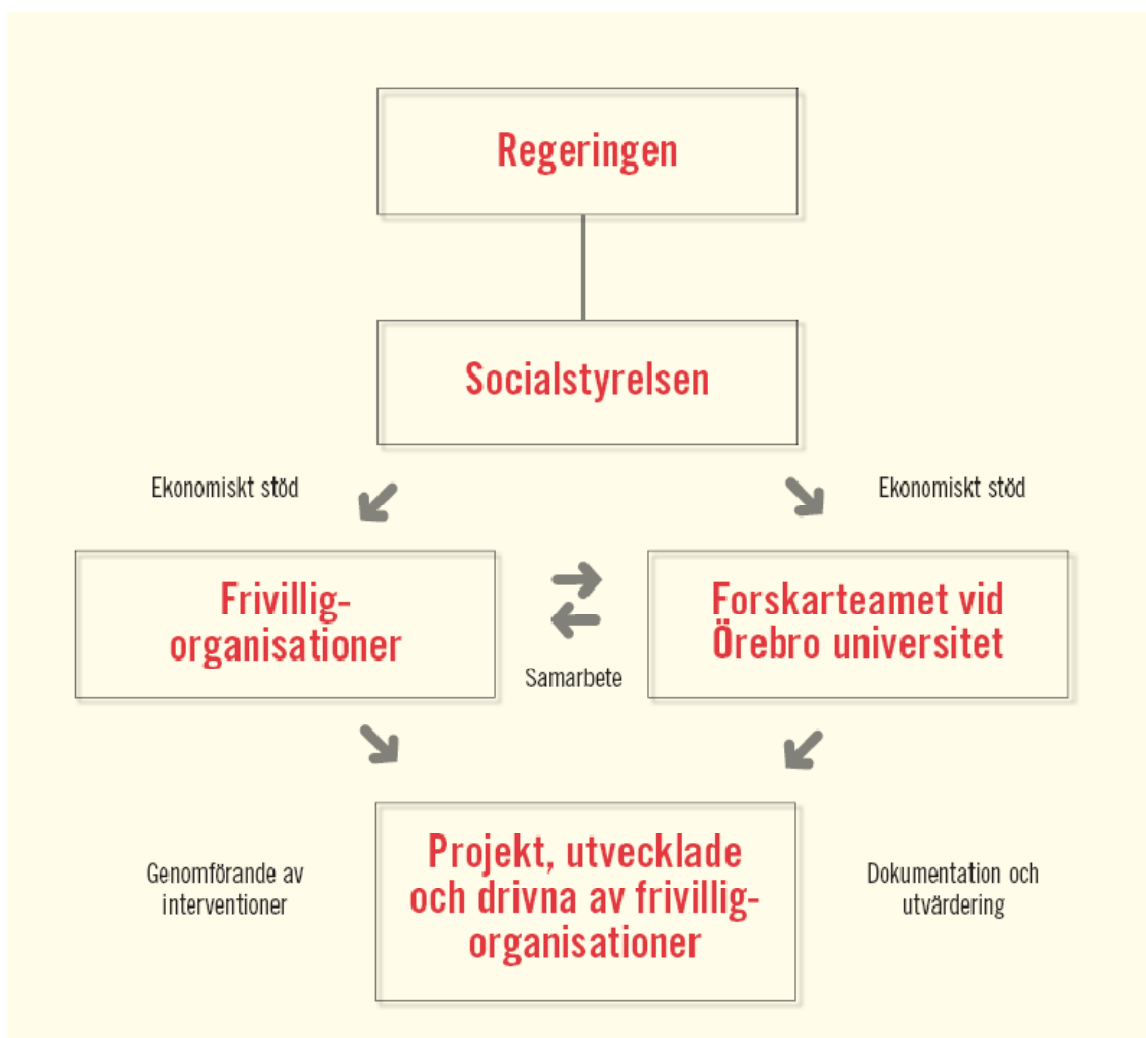 Regeringen
Socialstyrelsen
Ekonomiskt stöd
Ekonomiskt stöd
Frivillig-
organisationer
Samarbete
Forskarteamet vid
Örebro universitet
Genomförande av
interventioner
Projekt, utvecklade
och drivna av frivillig-
organisationer
Dokumentation och
utvärdering